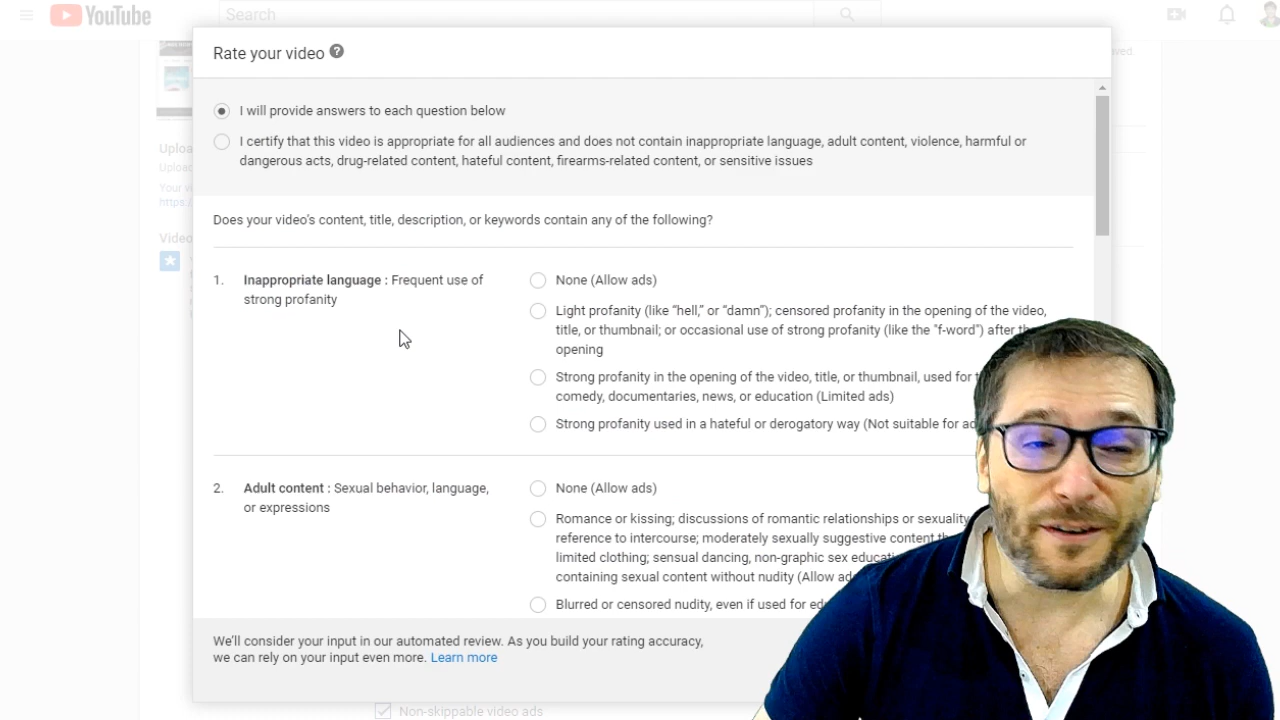 YouTube
Search
Rate your video
aved
I will provide answers to each question below
I certify that this video is appropriate for all audiences and does not contain inappropriate language, adult content, violence, harmful or
dangerous acts, drug-related content, hateful content, firearms-related content, or sensitive issues
Uploa
Upload
Your v
https:/
Does your video's content, title, description, or keywords contain any of the following?
Video
1. Inappropriate language : Frequent use of
strong profanity
None (Allow ads)
Light profanity (like “hell,” or “damn”); censored profanity in the opening of the video,
title, or thumbnail; or occasional use of strong profanity (like the "f-word") after th
opening
Strong profanity in the opening of the video, title, or thumbnail, used for
comedy, documentaries, news, or education (Limited ads)
Strong profanity used in a hateful or derogatory way (Not suitable for ad
2. Adult content : Sexual behavior, language,
or expressions
None (Allow ads)
Romance or kissing; discussions of romantic relationships or sexuality
reference to intercourse; moderately sexually suggestive content th
limited clothing; sensual dancing, non-graphic sex educati
containing sexual content without nudity (Allow ad
Blurred or censored nudity, even if used for ed
We'll consider your input in our automated review. As you build your rating accuracy,
we can rely on your input even more. Learn more
Non-skippable video ads